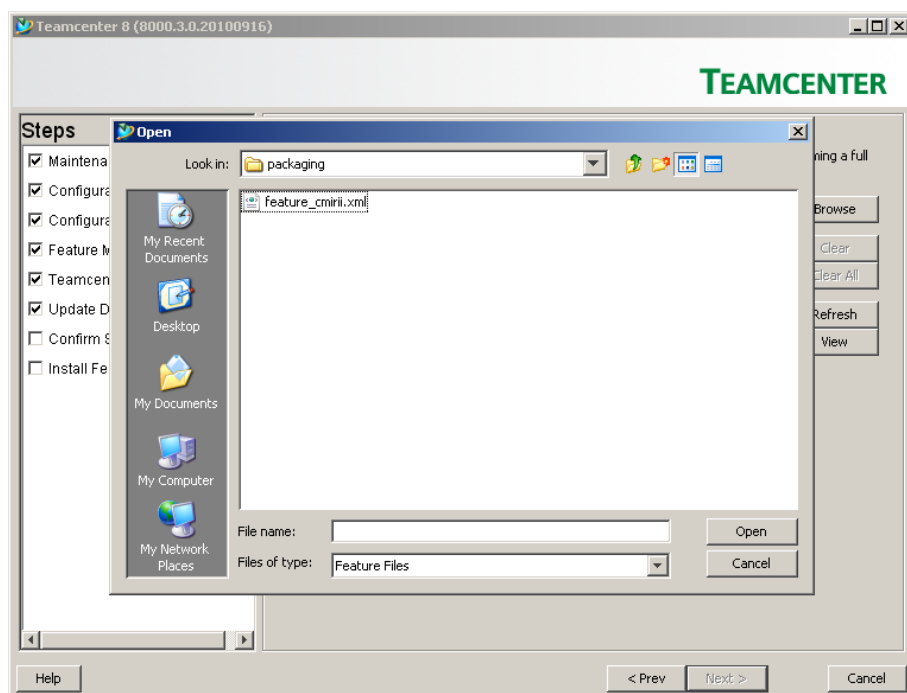 Teamcenter 8 (8000.3.0.20100916)
TEAMCENTER
Steps
Maintena
Configura
Configura
Feature M
Teamcen
Update D
Confirm S
Install Fe
Open
Look in:
packaging
feature_cmirii.xml
My Recent
Documents
Desktop
My Documents
My Computer
My Network
Places
File name:
Files of type:
Feature Files
Open
Cancel
ning a full
Browse
Clear
Clear All
Refresh
View
Help
< Prev
Next >
Cancel